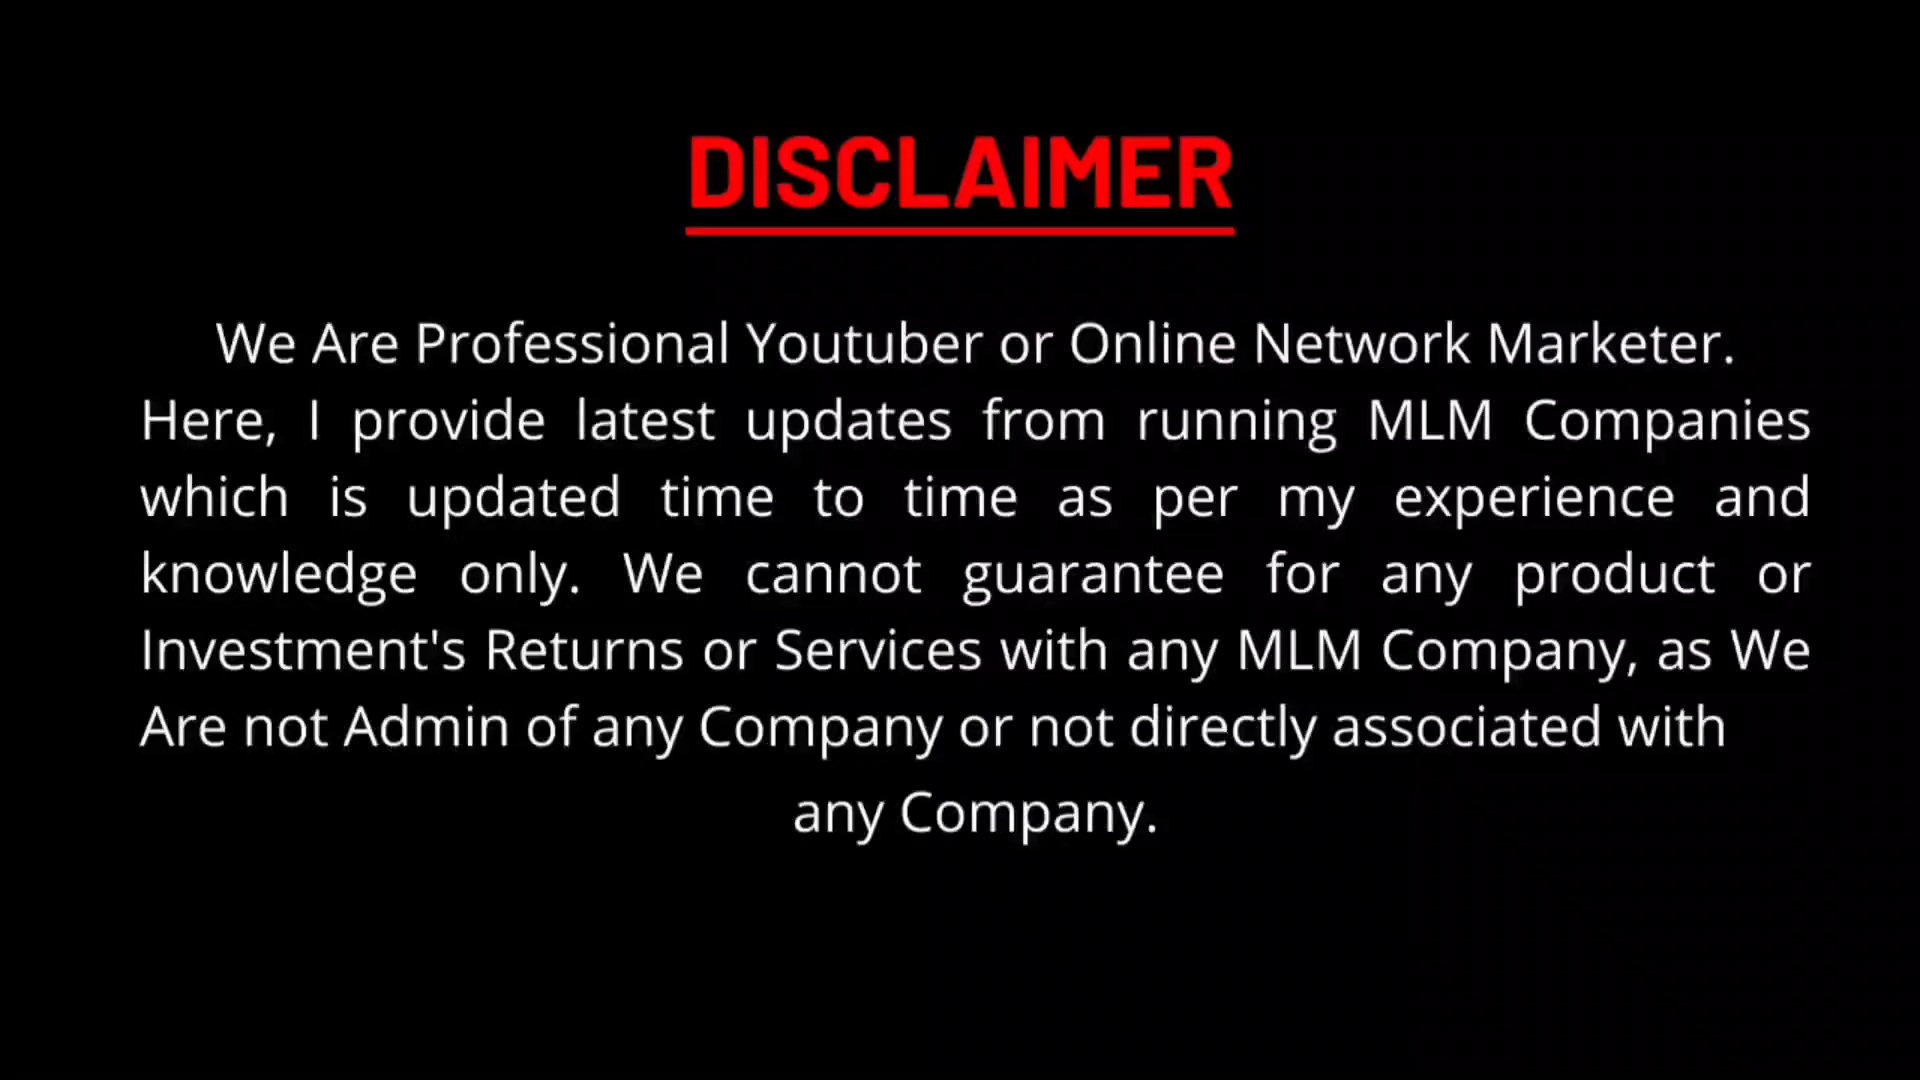 DISCLAIMER
We Are Professional Youtuber or Online Network Marketer.
Here, I provide latest updates from running MLM Companies
which is updated time to time as per my experience and
knowledge only. We cannot guarantee for any product or
Investment's Returns or Services with any MLM Company, as We
Are not Admin of any Company or not directly associated with
any Company.